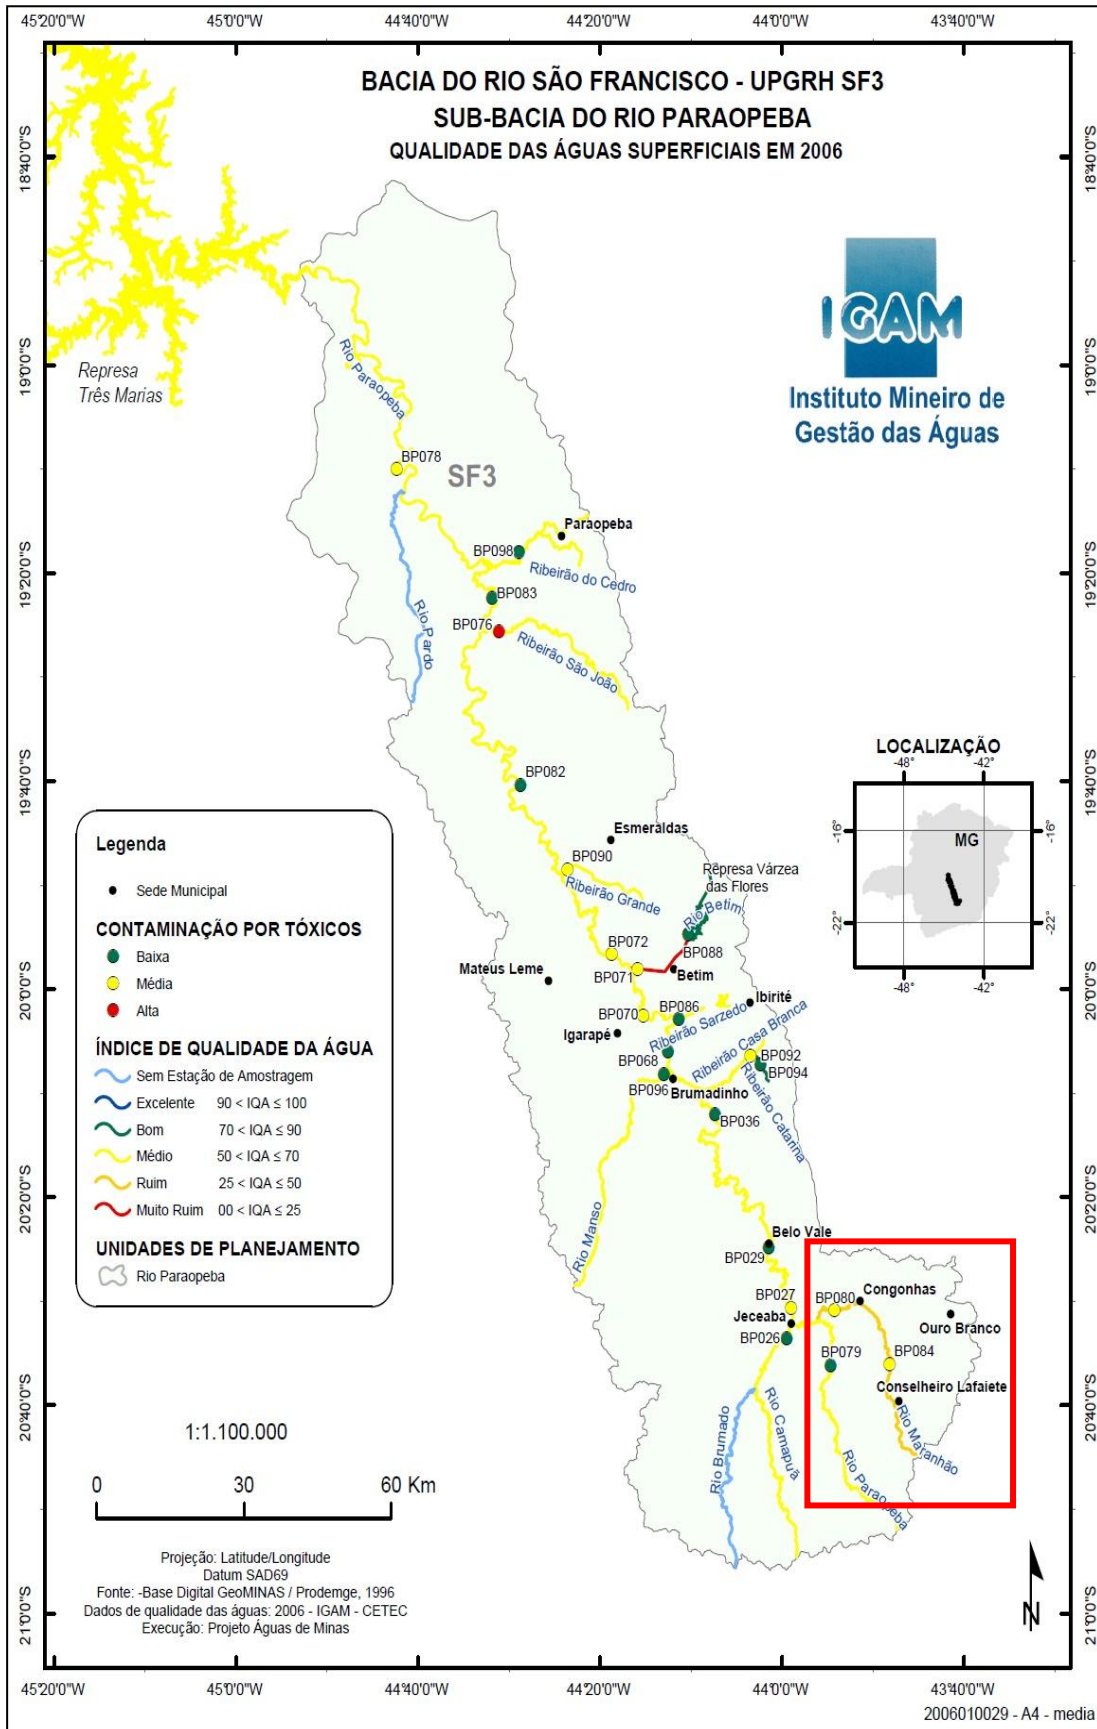 45°20'0"W 45°0'0"W 44°40'0"W 44°20'0"W 44°0'0"W 43°40'0"W
BACIA DO RIO SÃO FRANCISCO - UPGRH SF3
SUB-BACIA DO RIO PARAOPEBA
QUALIDADE DAS ÁGUAS SUPERFICIAIS EM 2006
18°40'0"S
18°40'0"S
IGAM
Instituto Mineiro de
Gestão das Águas
19°0'0"S
19°0'0"S
Represa
Três Marias
Rio Paraopeba
BP078
SF3
Paraopeba
BP098
Ribeirão do Cedro
19°20'0"S
19°20'0"S
BP083
Rio Pardo
BP076
Ribeirão São João
19°40'0"S
19°40'0"S
BP082
LOCALIZAÇÃO
-48° -42°
-16°
-16°
MG
-22°
-22°
-48° -42°
Esmeraldas
BP090
Ribeirão Grande
Represa Várzea
das Flores
Rio Betim
BP088
BP072
Mateus Leme
BP071
Betim
20°0'0"S
20°0'0"S
Ibirité
BP070
BP086
Igarapé
Ribeirão Sarzedo
Ribeirão Casa Branca
BP068
BP092
BP094
BP096
Brumadinho
Ribeirão Catarina
BP036
Rio Manso
20°20'0"S
20°20'0"S
Belo Vale
BP029
BP027
BP080
Congonhas
Jeceaba
Ouro Branco
BP026
BP079
BP084
Conselheiro Lafaiete
20°40'0"S
20°40'0"S
Rio Maranhão
Rio Brumado
Rio Camapuã
Rio Paraopeba
Legenda
Sede Municipal
CONTAMINAÇÃO POR TÓXICOS
Baixa
Média
Alta
ÍNDICE DE QUALIDADE DA ÁGUA
Sem Estação de Amostragem
Excelente 90 < IQA ≤ 100
Bom 70 < IQA ≤ 90
Médio 50 < IQA ≤ 70
Ruim 25 < IQA ≤ 50
Muito Ruim 00 < IQA ≤ 25
UNIDADES DE PLANEJAMENTO
Rio Paraopeba
1:1.100.000
0 30 60 Km
Projeção: Latitude/Longitude
Datum SAD69
Fonte: -Base Digital GeoMINAS / Prodemge, 1996
Dados de qualidade das águas: 2006 - IGAM - CETEC
Execução: Projeto Águas de Minas
N
21°0'0"S
21°0'0"S
45°20'0"W 45°0'0"W 44°40'0"W 44°20'0"W 44°0'0"W 43°40'0"W
2006010029 - A4 - media